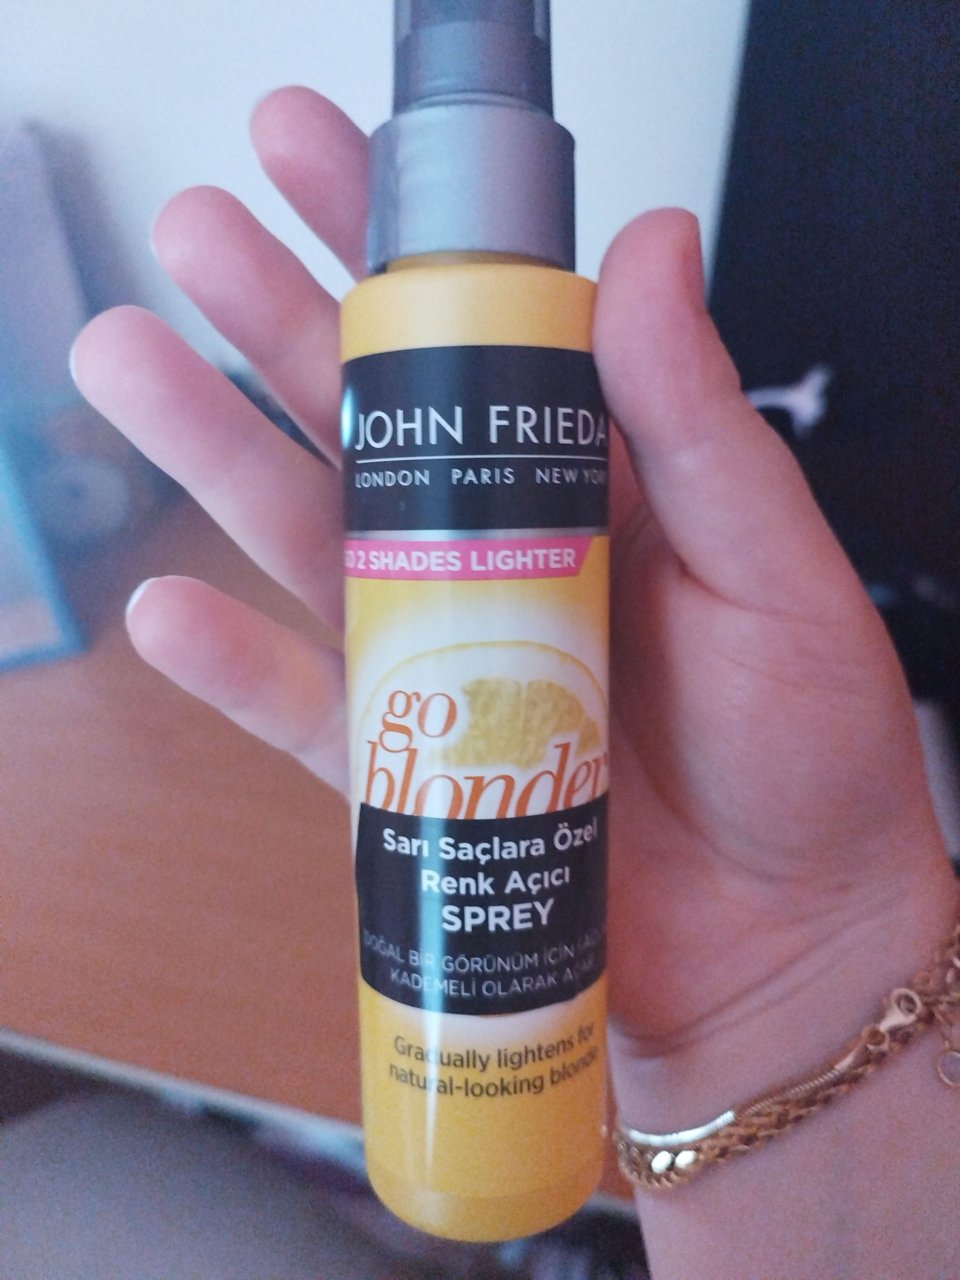 JOHN FRIEDA
LONDON PARIS NEW YORK
2 SHADES LIGHTER
go
blonder
Sarı Saçlara Özel
Renk Açıcı
SPREY
DOĞAL BİR GÖRÜNÜM İÇİN
KADEMELİ OLARAK
Gradually lightens for
natural-looking blonde